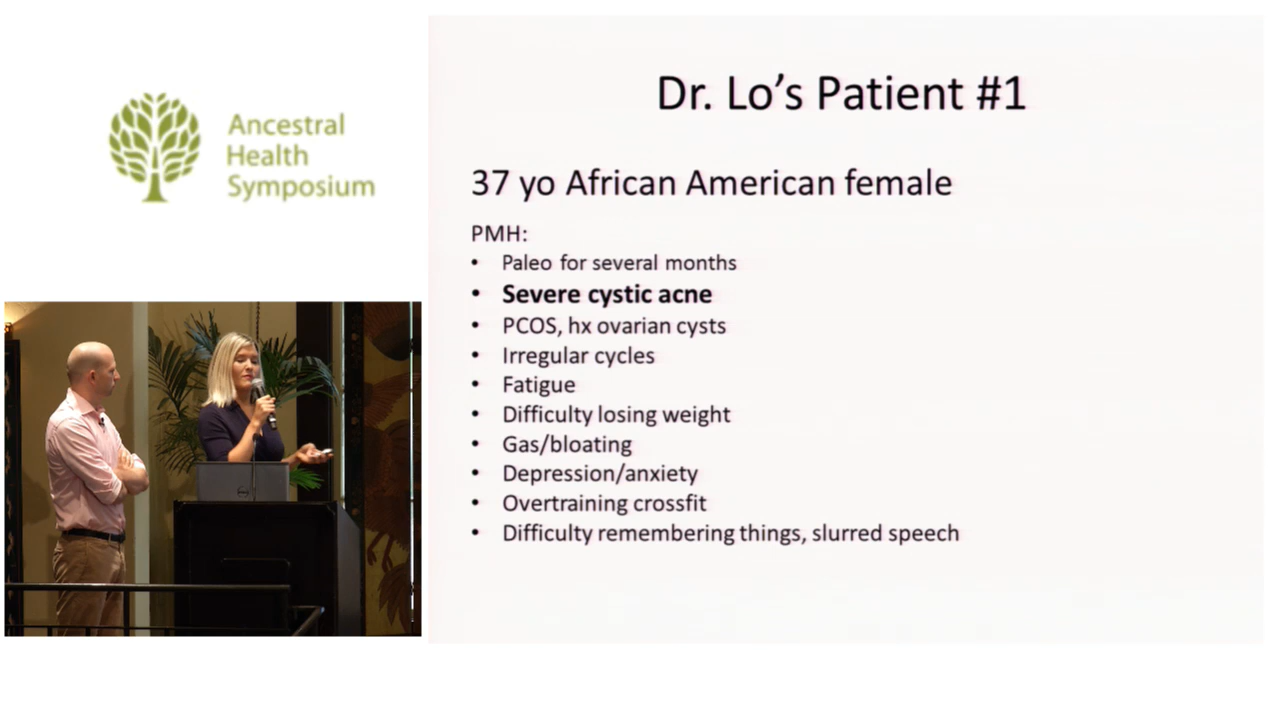 Ancestral
Health
Symposium
Dr. Lo's Patient #1
37 yo African American female
PMH:
• Paleo for several months
• Severe cystic acne
• PCOS, hx ovarian cysts
• Irregular cycles
• Fatigue
• Difficulty losing weight
• Gas/bloating
• Depression/anxiety
• Overtraining crossfit
• Difficulty remembering things, slurred speech